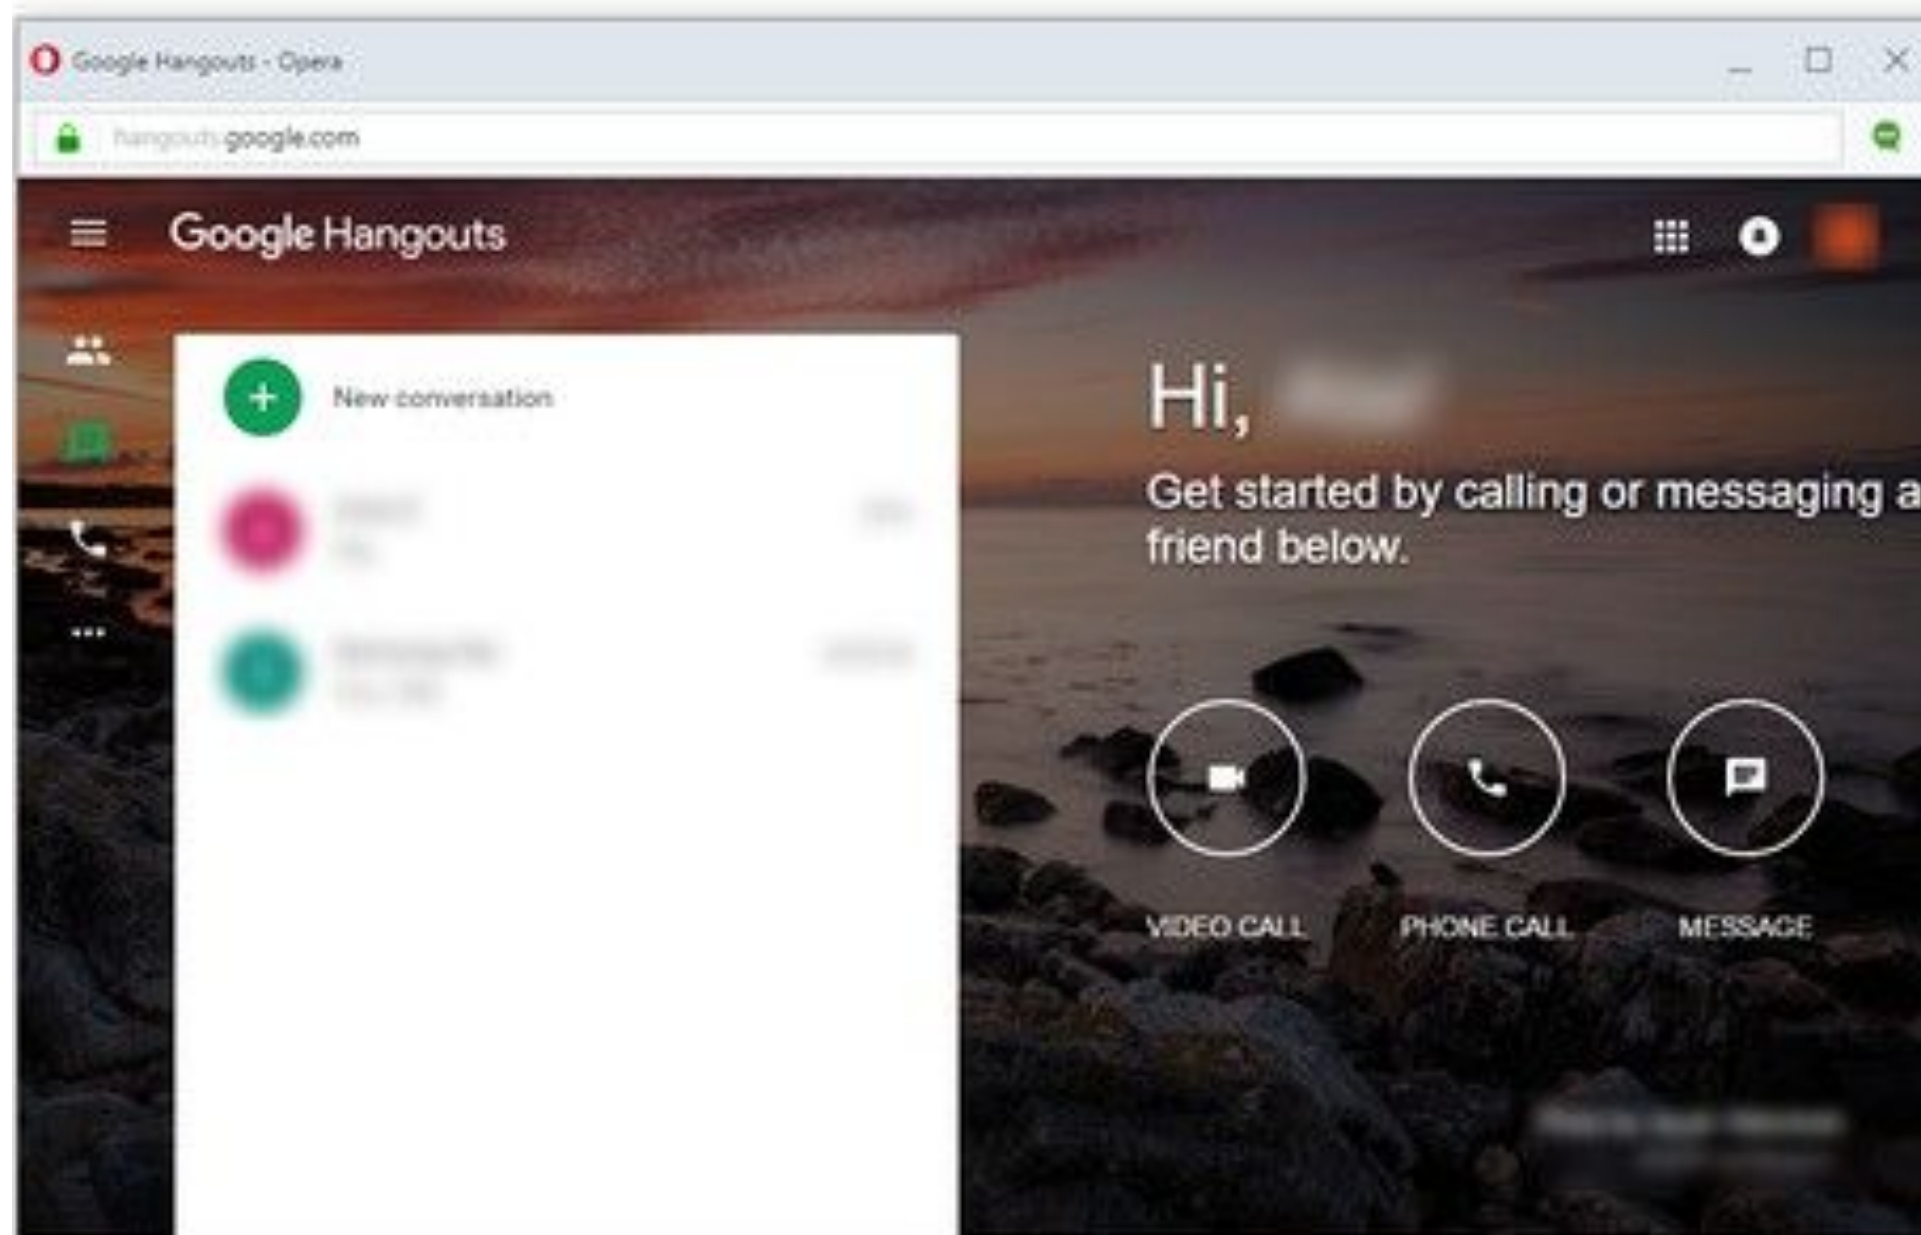 Google Hangouts - Opera
hangouts.google.com
Google Hangouts
New conversation
Hi,
Get started by calling or messaging a
friend below.
VIDEO CALL
PHONE CALL
MESSAGE